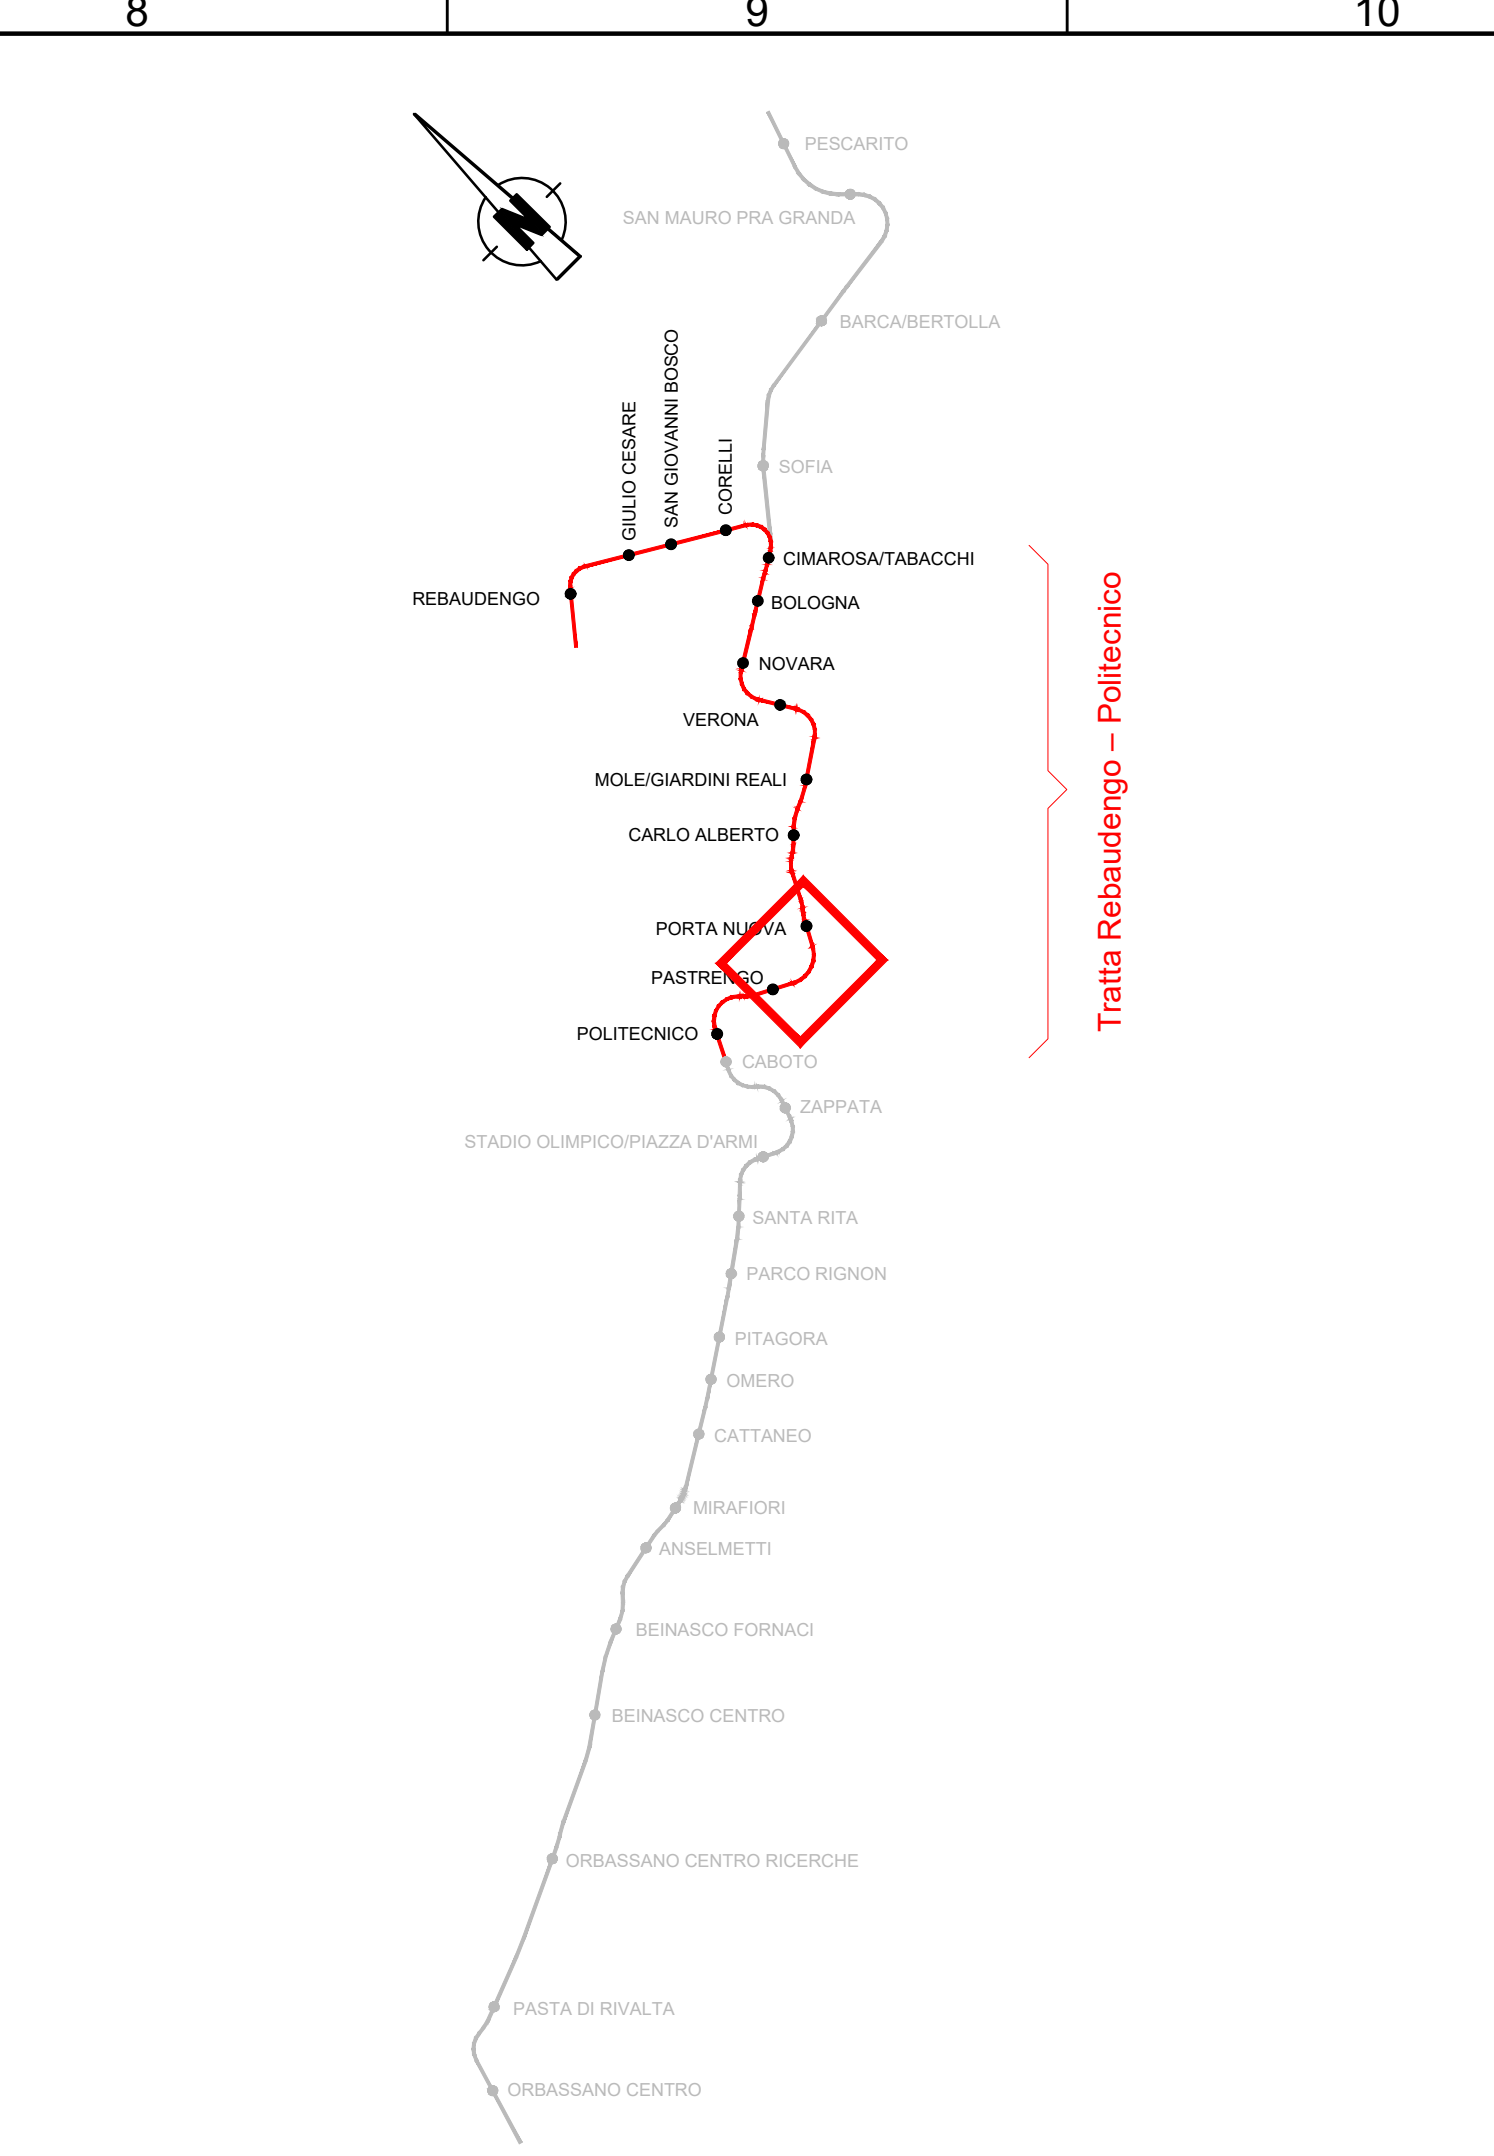 8
9
10
N
PESCARITO
SAN MAURO PRA GRANDA
BARCA/BERTOLLA
SOFIA
GIULIO CESARE
SAN GIOVANNI BOSCO
CORELLI
CIMAROSA/TABACCHI
REBAUDENGO
BOLOGNA
NOVARA
VERONA
MOLE/GIARDINI REALI
CARLO ALBERTO
PORTA NUOVA
PASTRENGO
POLITECNICO
Tratta Rebaudengo – Politecnico
CABOTO
ZAPPATA
STADIO OLIMPICO/PIAZZA D'ARMI
SANTA RITA
PARCO RIGNON
PITAGORA
OMERO
CATTANEO
MIRAFIORI
ANSELMETTI
BEINASCO FORNACI
BEINASCO CENTRO
ORBASSANO CENTRO RICERCHE
PASTA DI RIVALTA
ORBASSANO CENTRO